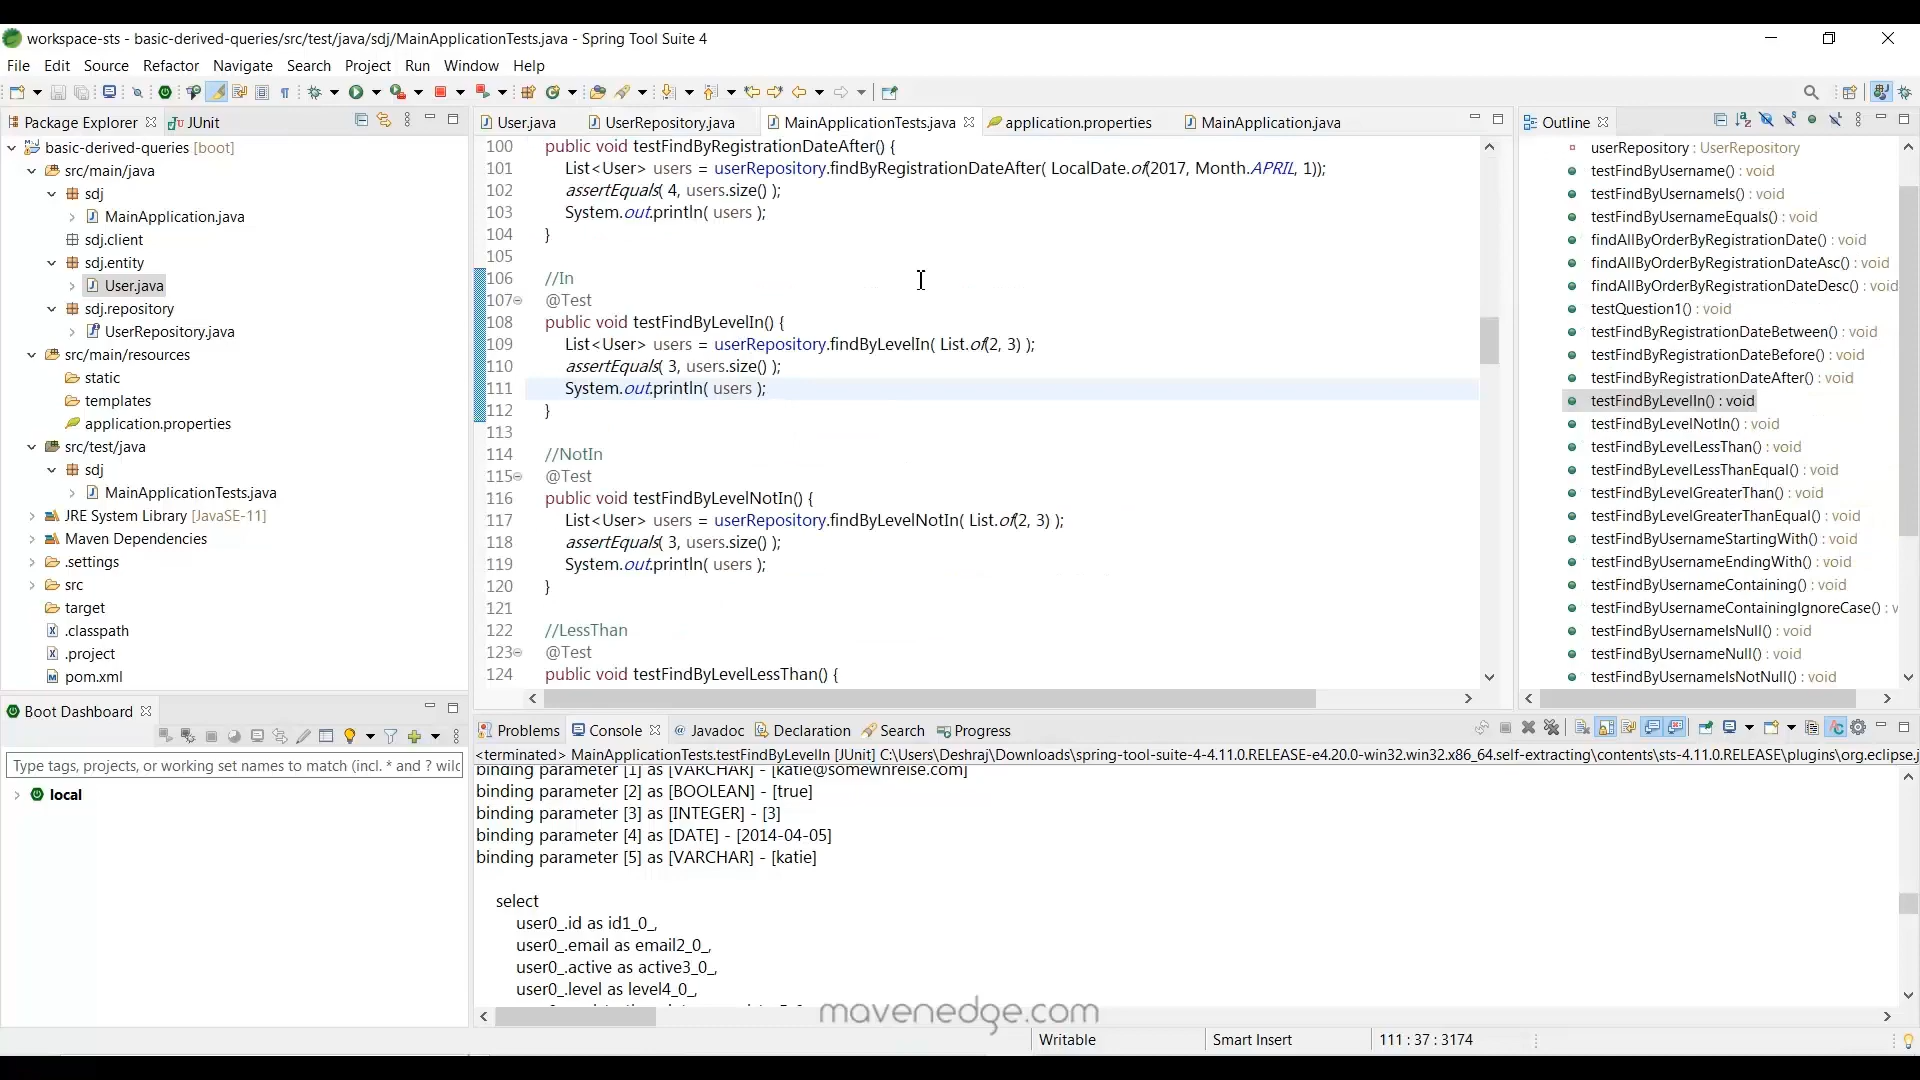 workspace-sts - basic-derived-queries/src/test/java/sdj/MainApplicationTests.java - Spring Tool Suite 4
File Edit Source Refactor Navigate Search Project Run Window Help
Package Explorer
JUnit
basic-derived-queries [boot]
src/main/java
sdj
MainApplication.java
sdj.client
sdj.entity
User.java
sdj.repository
UserRepository.java
src/main/resources
static
templates
application.properties
src/test/java
sdj
MainApplicationTests.java
JRE System Library [JavaSE-11]
Maven Dependencies
.settings
src
target
.classpath
.project
pom.xml
Boot Dashboard
Type tags, projects, or working set names to match (incl. * and ? wilc
local
User.java UserRepository.java MainApplicationTests.java application.properties MainApplication.java
100 public void testFindByRegistrationDateAfter() {
101 List<User> users = userRepository.findByRegistrationDateAfter( LocalDate.of(2017, Month.APRIL, 1));
102 assertEquals( 4, users.size() );
103 System.out.println( users );
104 }
105
106 //In
107 @Test
108 public void testFindByLevelIn() {
109 List<User> users = userRepository.findByLevelIn( List.of(2, 3) );
110 assertEquals( 3, users.size() );
111 System.out.println( users );
112 }
113
114 //NotIn
115 @Test
116 public void testFindByLevelNotIn() {
117 List<User> users = userRepository.findByLevelNotIn( List.of(2, 3) );
118 assertEquals( 3, users.size() );
119 System.out.println( users );
120 }
121
122 //LessThan
123 @Test
124 public void testFindByLevelLessThan() {
Outline
userRepository : UserRepository
testFindByUsername() : void
testFindByUsernameIs() : void
testFindByUsernameEquals() : void
findAllByOrderByRegistrationDate() : void
findAllByOrderByRegistrationDateAsc() : void
findAllByOrderByRegistrationDateDesc() : void
testQuestion1() : void
testFindByRegistrationDateBetween() : void
testFindByRegistrationDateBefore() : void
testFindByRegistrationDateAfter() : void
testFindByLevelIn() : void
testFindByLevelNotIn() : void
testFindByLevelLessThan() : void
testFindByLevelLessThanEqual() : void
testFindByLevelGreaterThan() : void
testFindByLevelGreaterThanEqual() : void
testFindByUsernameStartingWith() : void
testFindByUsernameEndingWith() : void
testFindByUsernameContaining() : void
testFindByUsernameContainingIgnoreCase() : v
testFindByUsernameIsNull() : void
testFindByUsernameNull() : void
testFindByUsernameIsNotNull() : void
Problems Console Javadoc Declaration Search Progress
<terminated> MainApplicationTests.testFindByLevelIn [JUnit] C:\Users\Deshraj\Downloads\spring-tool-suite-4-4.11.0.RELEASE-e4.20.0-win32.win32.x86_64.self-extracting\contents\sts-4.11.0.RELEASE\plugins\org.eclipse.j
binding parameter [1] as [VARCHAR] - [katie@somewnreise.com]
binding parameter [2] as [BOOLEAN] - [true]
binding parameter [3] as [INTEGER] - [3]
binding parameter [4] as [DATE] - [2014-04-05]
binding parameter [5] as [VARCHAR] - [katie]
select
user0_.id as id1_0_,
user0_.email as email2_0_,
user0_.active as active3_0_,
user0_.level as level4_0_,
mavenedge.com
Writable Smart Insert 111 : 37 : 3174